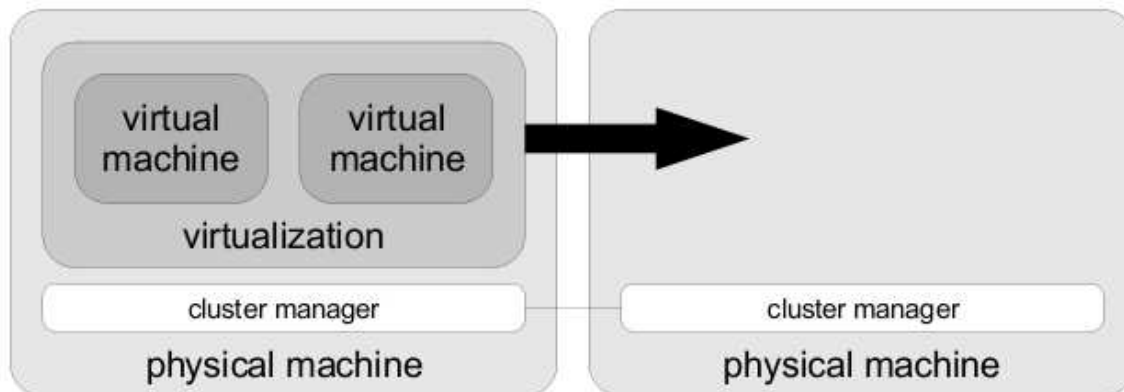 virtual
machine
virtual
machine
virtualization
cluster manager
physical machine
cluster manager
physical machine